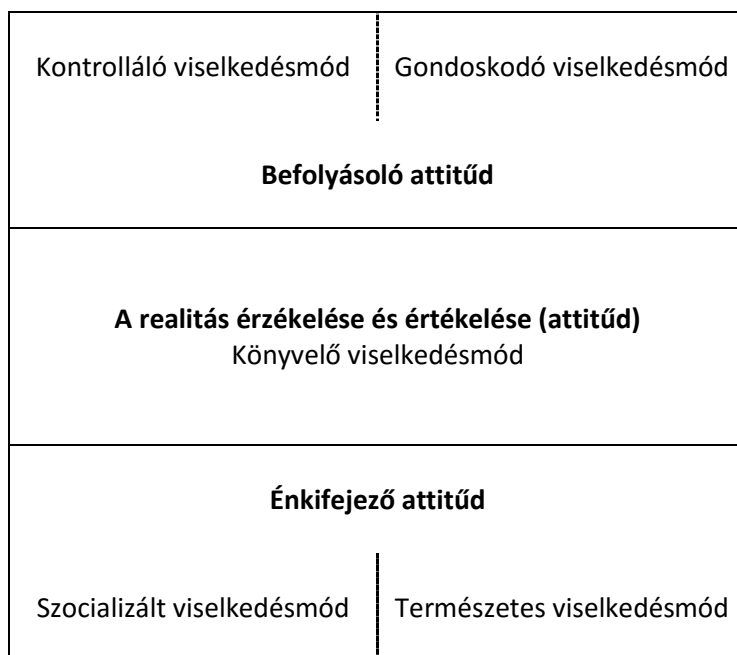 Kontrolláló viselkedésmód
Gondoskodó viselkedésmód
Befolyásoló attitűd
A realitás érzékelése és értékelése (attitűd)
Könyvelő viselkedésmód
Énkifejező attitűd
Szocializált viselkedésmód
Természetes viselkedésmód